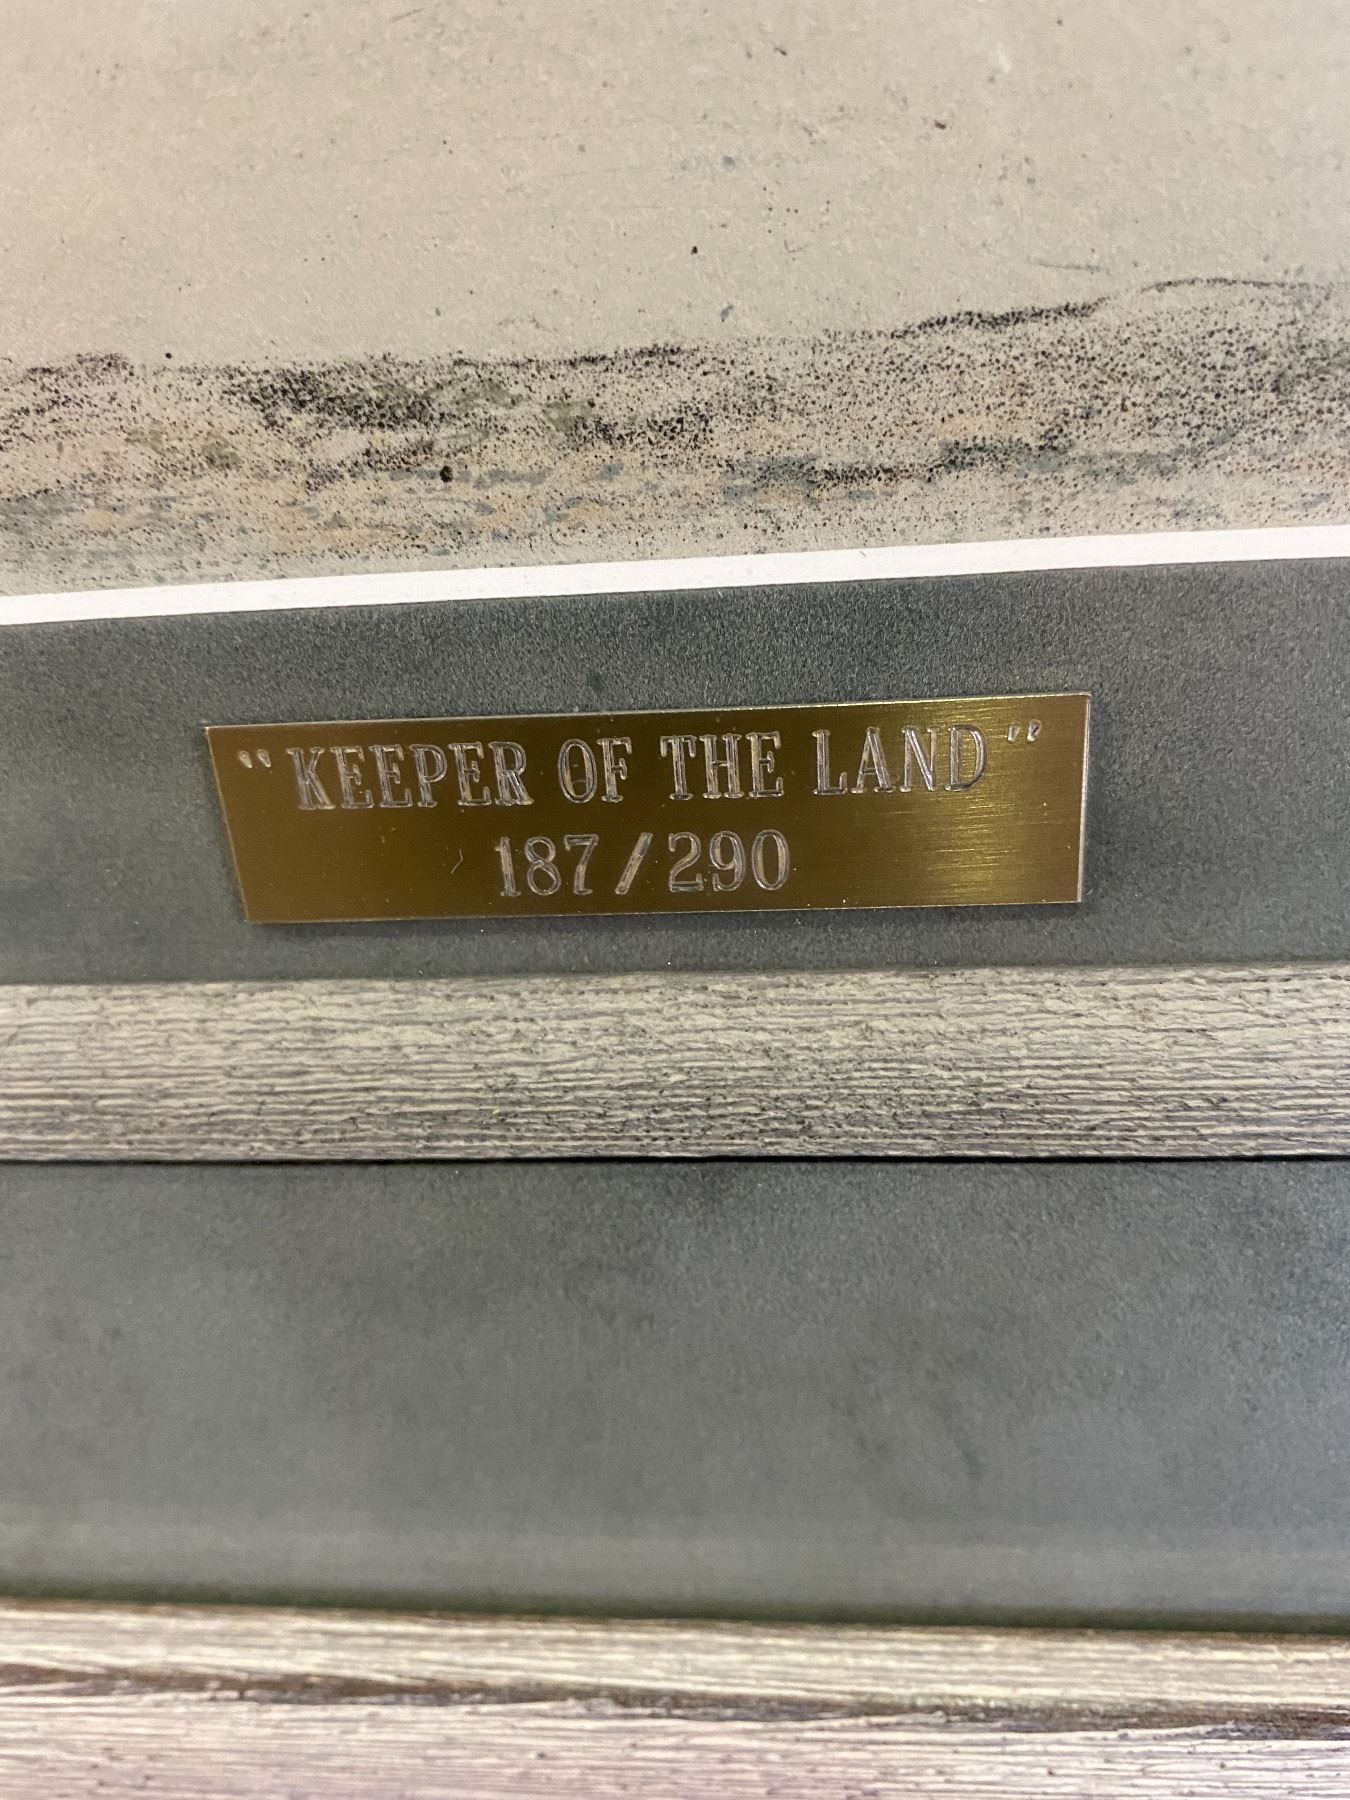 "KEEPER OF THE LAND"
187/290